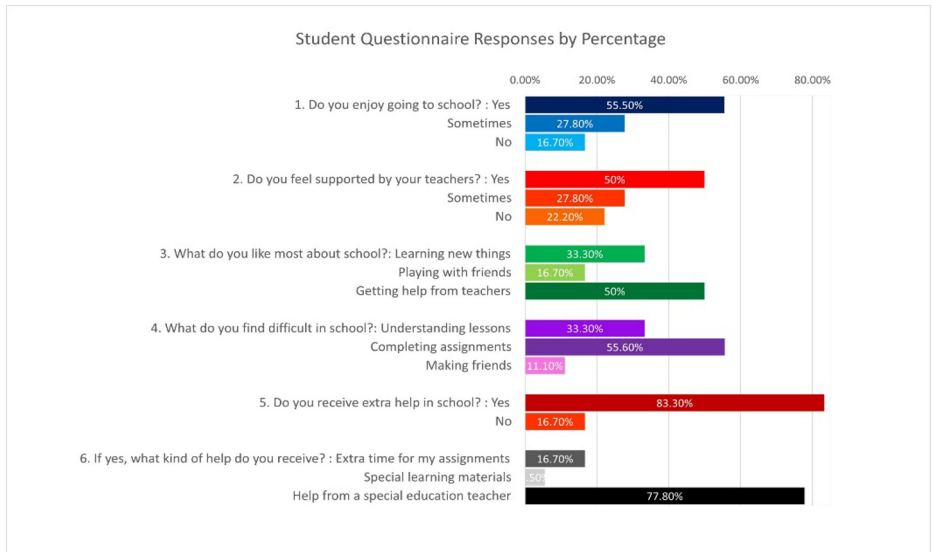 Student Questionnaire Responses by Percentage
0.00% 20.00% 40.00% 60.00% 80.00%
1. Do you enjoy going to school? : Yes 55.50%
Sometimes 27.80%
No 16.70%
2. Do you feel supported by your teachers? : Yes 50%
Sometimes 27.80%
No 22.20%
3. What do you like most about school?: Learning new things 33.30%
Playing with friends 16.70%
Getting help from teachers 50%
4. What do you find difficult in school?: Understanding lessons 33.30%
Completing assignments 55.60%
Making friends 11.10%
5. Do you receive extra help in school? : Yes 83.30%
No 16.70%
6. If yes, what kind of help do you receive? : Extra time for my assignments 16.70%
Special learning materials
Help from a special education teacher 77.80%